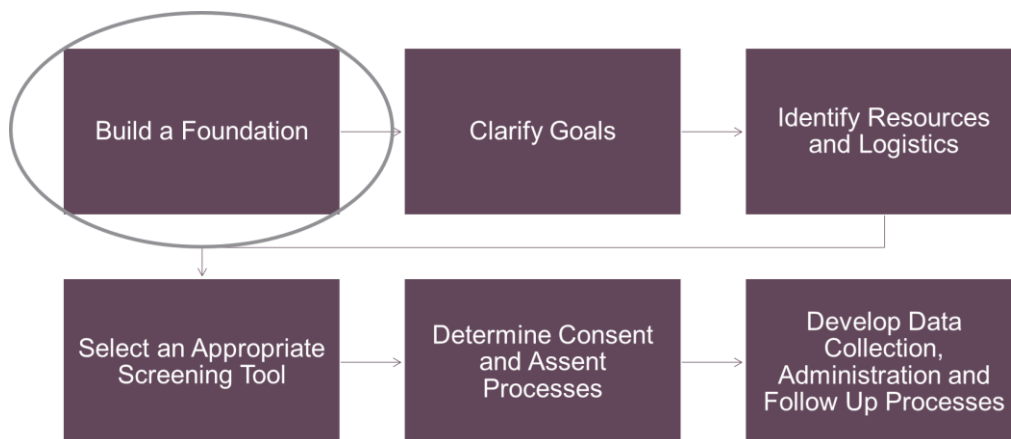 Build a Foundation
Clarify Goals
Identify Resources
and Logistics
Select an Appropriate
Screening Tool
Determine Consent
and Assent
Processes
Develop Data
Collection,
Administration and
Follow Up Processes